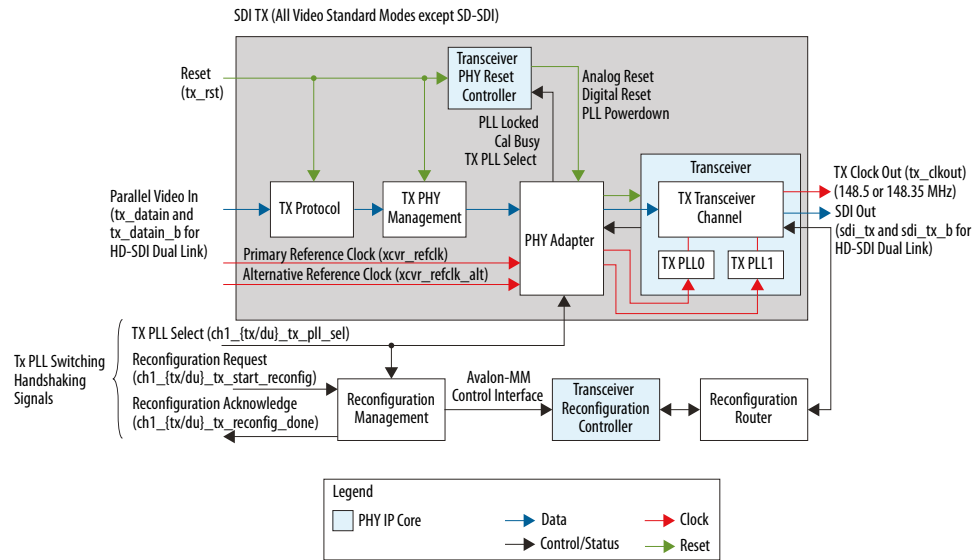 SDI TX (All Video Standard Modes except SD-SDI)
Reset
(tx_rst)
Transceiver
PHY Reset
Controller
Analog Reset
Digital Reset
PLL Powerdown
PLL Locked
Cal Busy
TX PLL Select
Parallel Video In
(tx_datain and
tx_datain_b for
HD-SDI Dual Link)
TX Protocol
TX PHY
Management
PHY Adapter
Transceiver
TX Transceiver
Channel
TX PLL0
TX PLL1
TX Clock Out (tx_clkout)
(148.5 or 148.35 MHz)
SDI Out
(sdi_tx and sdi_tx_b for
HD-SDI Dual Link)
Primary Reference Clock (xcvr_refclk)
Alternative Reference Clock (xcvr_refclk_alt)
Tx PLL Switching
Handshaking
Signals
TX PLL Select (ch1_{tx/du}_tx_pll_sel)
Reconfiguration Request
(ch1_{tx/du}_tx_start_reconfig)
Reconfiguration Acknowledge
(ch1_{tx/du}_tx_reconfig_done)
Reconfiguration
Management
Avalon-MM
Control Interface
Transceiver
Reconfiguration
Controller
Reconfiguration
Router
Legend
PHY IP Core
Data
Control/Status
Clock
Reset